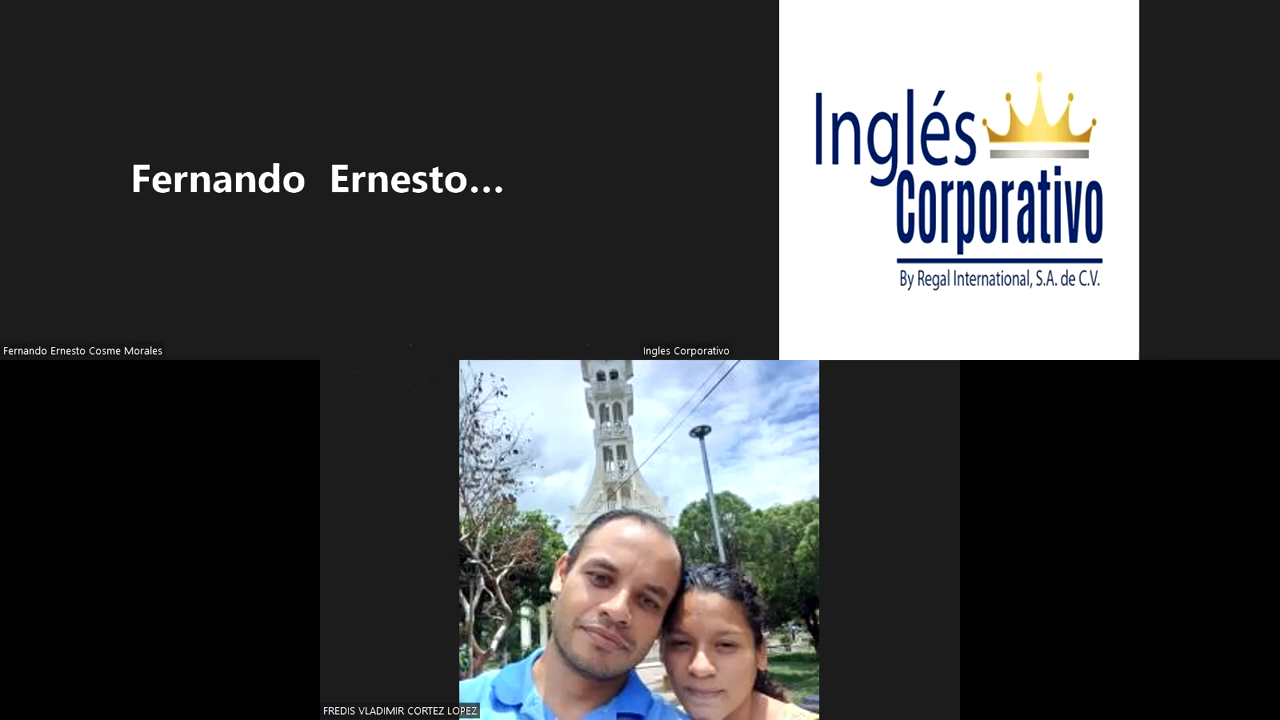 Fernando  Ernesto...
Inglés
Corporativo
By Regal International, S.A. de C.V.
Fernando Ernesto Cosme Morales
Ingles Corporativo
FREDIS VLADIMIR CORTEZ LOPEZ